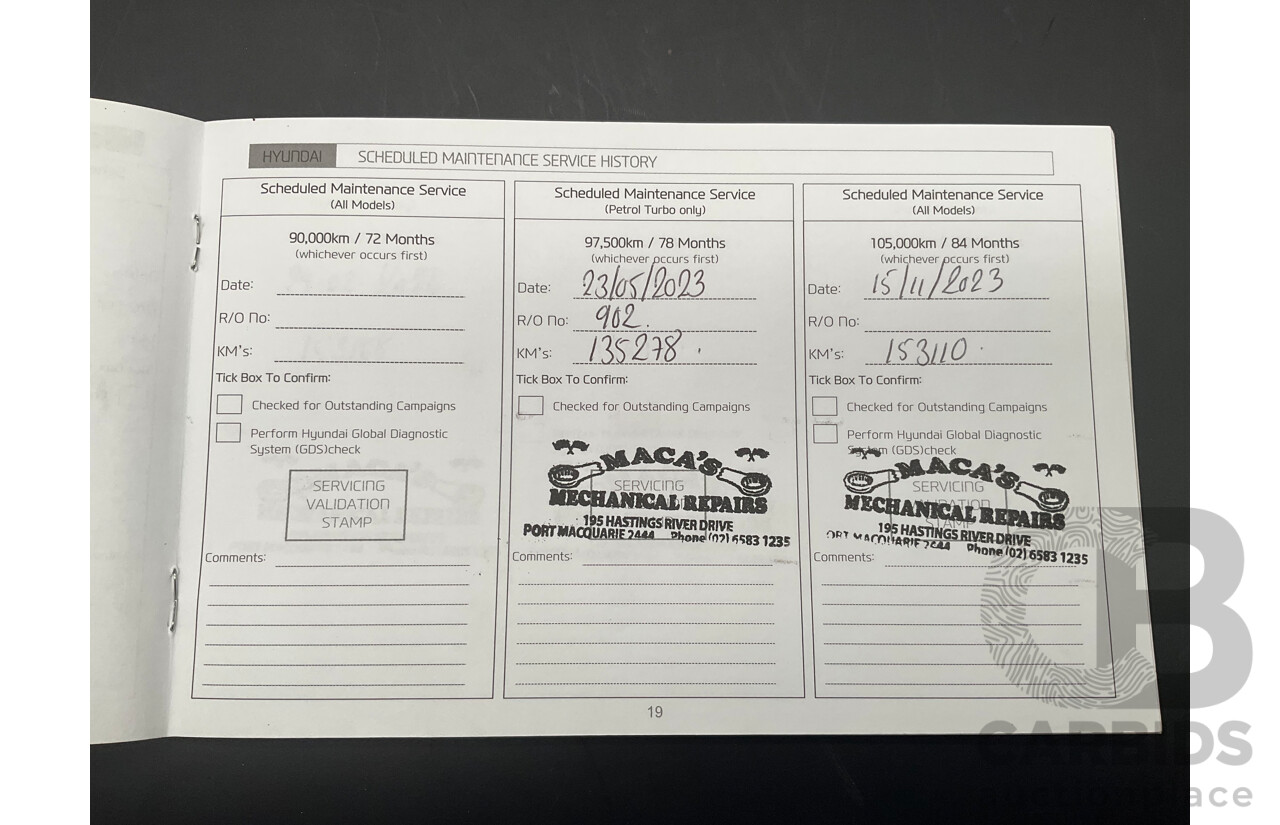 HYUNDAI SCHEDULED MAINTENANCE SERVICE HISTORY
Scheduled Maintenance Service
(All Models)
90,000km / 72 Months
(whichever occurs first)
Date:
R/O No:
KM's:
Tick Box To Confirm:
Checked for Outstanding Campaigns
Perform Hyundai Global Diagnostic
System (GDS)check
SERVICING
VALIDATION
STAMP
Comments:
Scheduled Maintenance Service
(Petrol Turbo only)
97,500km / 78 Months
(whichever occurs first)
Date: 23/05/2023
R/O No: 902.
KM's: 135278
Tick Box To Confirm:
Checked for Outstanding Campaigns
MACA'S
SERVICING
MECHANICAL REPAIRS
195 HASTINGS RIVER DRIVE
PORT MACQUARIE 2444 Phone (02) 6583 1235
Comments:
Scheduled Maintenance Service
(All Models)
105,000km / 84 Months
(whichever occurs first)
Date: 15/11/2023
R/O No:
KM's: 153110
Tick Box To Confirm:
Checked for Outstanding Campaigns
Perform Hyundai Global Diagnostic
System (GDS)check
MACA'S
SERVICING
VALIDATION
MECHANICAL REPAIRS
STAMP
195 HASTINGS RIVER DRIVE
ORT MACQUARIE 2444 Phone (02) 6583 1235
Comments:
19
CB
CARBIDS
auctionplace